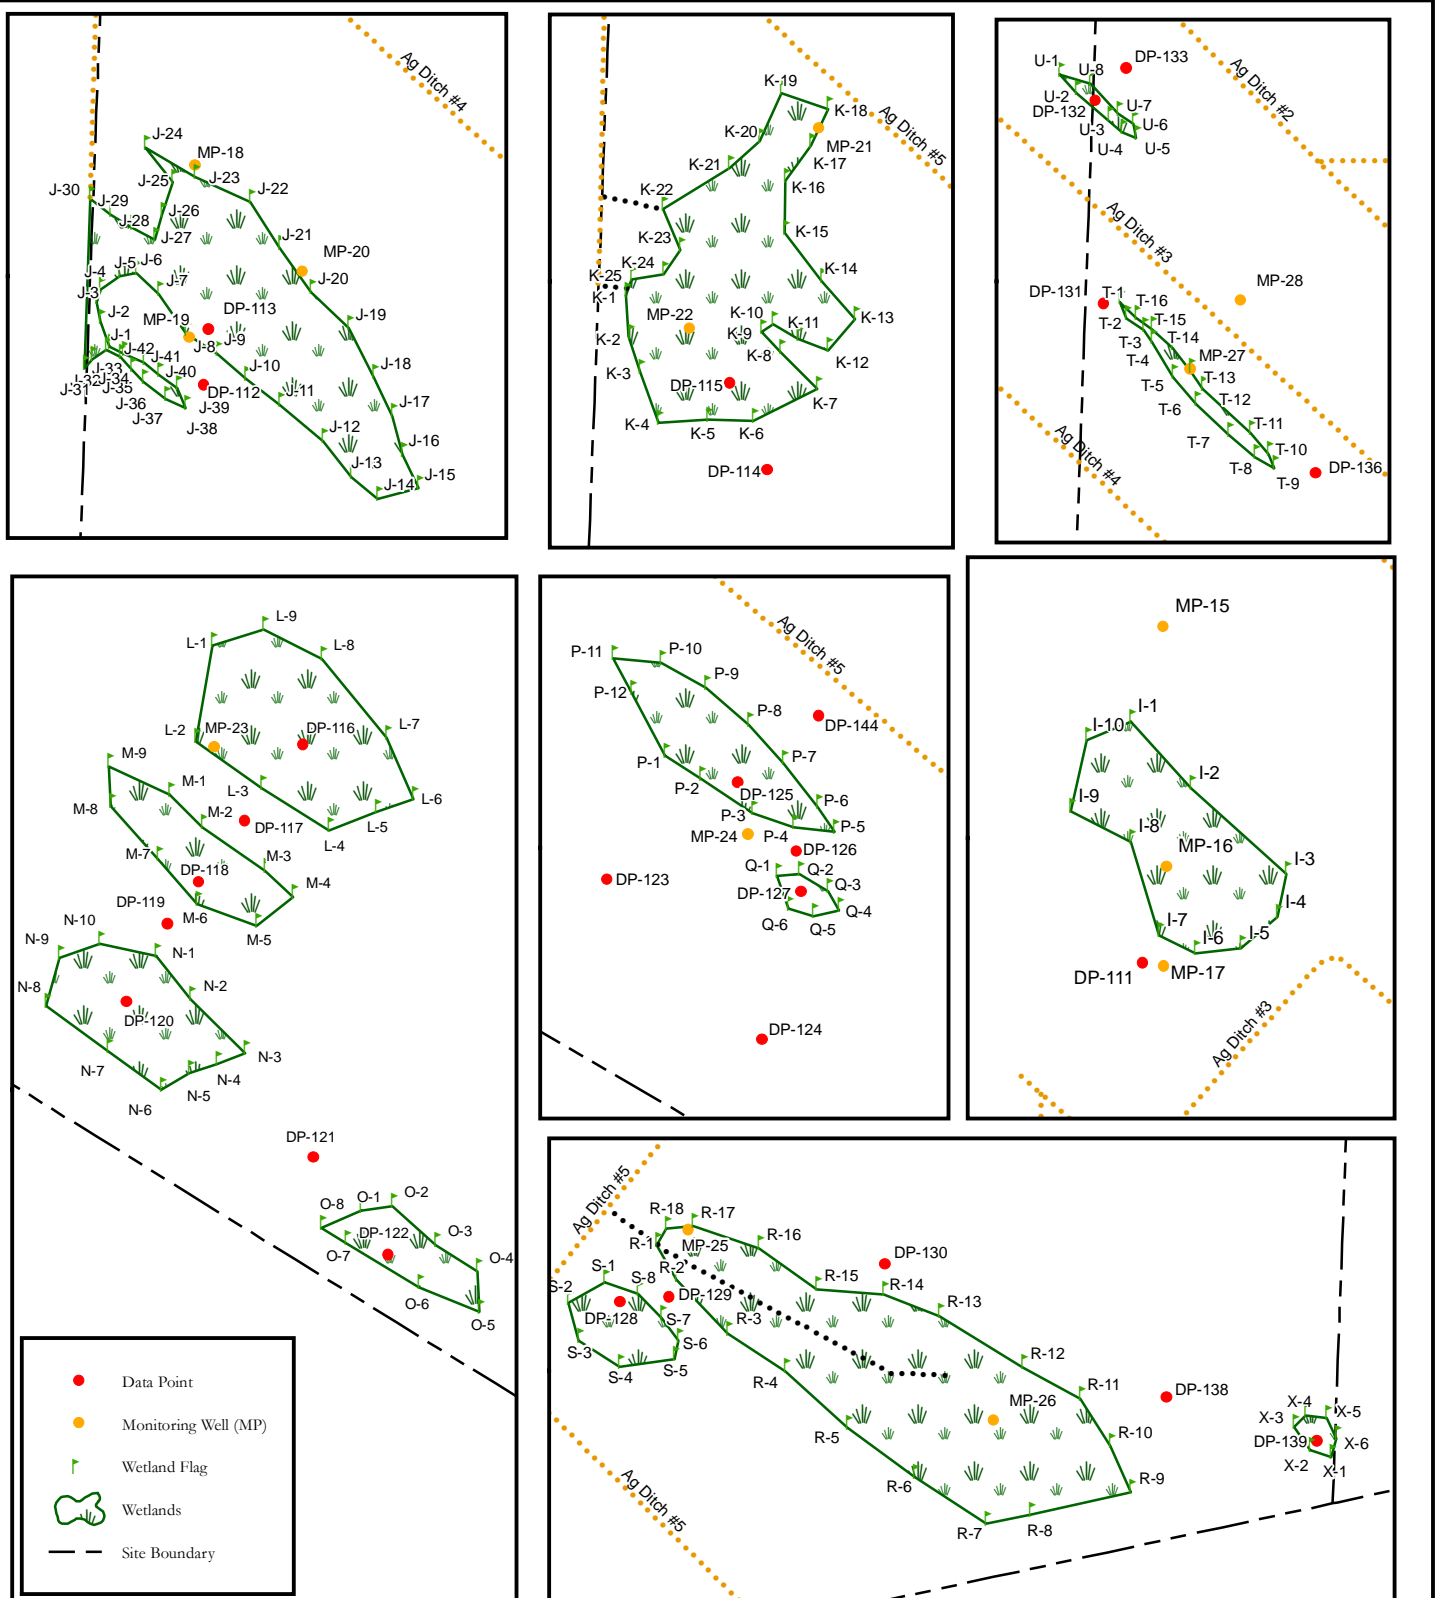 Ag Ditch #4
J-24
MP-18
J-23
J-25
J-22
J-30
J-29
J-28
J-26
J-27
J-21
MP-20
J-20
J-5
J-6
J-4
J-7
J-3
J-2
MP-19
DP-113
J-19
J-1
J-8
J-9
J-42
J-41
J-33
J-40
J-10
J-18
J-32
J-34
J-31
J-35
DP-112
J-11
J-36
J-39
J-17
J-37
J-38
J-12
J-16
J-13
J-15
J-14
K-19
K-18
Ag Ditch #5
K-20
MP-21
K-17
K-21
K-16
K-22
K-23
K-15
K-24
K-25
K-14
K-1
MP-22
K-10
K-13
K-2
K-9
K-11
K-8
K-12
K-3
DP-115
K-7
K-4
K-5
K-6
DP-114
U-1
U-8
DP-133
Ag Ditch #2
U-2
DP-132
U-7
U-3
U-6
U-4
U-5
Ag Ditch #3
MP-28
DP-131
T-1
T-16
T-2
T-15
T-3
T-14
T-4
MP-27
T-5
T-13
T-6
T-12
T-11
T-7
T-10
T-8
T-9
DP-136
Ag Ditch #4
L-9
L-1
L-8
L-2
MP-23
DP-116
L-7
M-9
M-1
L-3
L-6
M-8
M-2
L-5
DP-117
L-4
M-7
M-3
DP-118
M-4
DP-119
M-6
M-5
N-10
N-9
N-1
N-8
N-2
DP-120
N-3
N-7
N-4
N-5
N-6
DP-121
O-8
O-1
O-2
DP-122
O-3
O-7
O-4
O-6
O-5
Ag Ditch #5
P-11
P-10
P-9
P-12
P-8
DP-144
P-1
P-7
P-2
DP-125
P-6
P-3
P-5
MP-24
P-4
DP-126
Q-1
Q-2
DP-123
DP-127
Q-3
Q-4
Q-6
Q-5
DP-124
MP-15
I-1
I-10
I-2
I-9
I-8
MP-16
I-3
I-4
I-7
I-6
I-5
DP-111
MP-17
Ag Ditch #3
Ag Ditch #5
R-18
R-17
R-16
R-1
MP-25
DP-130
R-2
S-1
S-8
R-15
R-14
S-2
DP-129
R-13
DP-128
S-7
R-3
S-3
S-6
S-5
S-4
R-4
R-12
R-11
DP-138
MP-26
R-5
R-10
R-6
R-9
R-7
R-8
X-4
X-3
X-5
DP-139
X-6
X-2
X-1
Ag Ditch #5
Data Point
Monitoring Well (MP)
Wetland Flag
Wetlands
Site Boundary